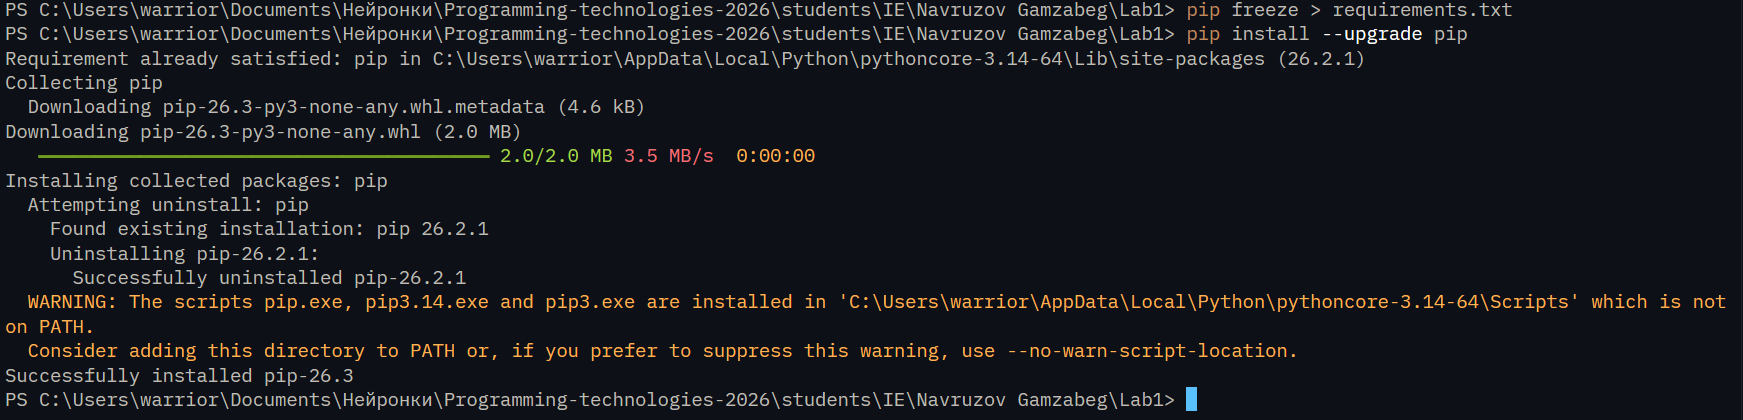 PS C:\Users\warrior\Documents\Нейронки\Programming-technologies-2026\students\IE\Navruzov Gamzabeg\Lab1> pip freeze > requirements.txt
PS C:\Users\warrior\Documents\Нейронки\Programming-technologies-2026\students\IE\Navruzov Gamzabeg\Lab1> pip install --upgrade pip
Requirement already satisfied: pip in C:\Users\warrior\AppData\Local\Python\pythoncore-3.14-64\Lib\site-packages (26.2.1)
Collecting pip
  Downloading pip-26.3-py3-none-any.whl.metadata (4.6 kB)
Downloading pip-26.3-py3-none-any.whl (2.0 MB)
2.0/2.0 MB 3.5 MB/s  0:00:00
Installing collected packages: pip
  Attempting uninstall: pip
    Found existing installation: pip 26.2.1
    Uninstalling pip-26.2.1:
      Successfully uninstalled pip-26.2.1
  WARNING: The scripts pip.exe, pip3.14.exe and pip3.exe are installed in 'C:\Users\warrior\AppData\Local\Python\pythoncore-3.14-64\Scripts' which is not
on PATH.
  Consider adding this directory to PATH or, if you prefer to suppress this warning, use --no-warn-script-location.
Successfully installed pip-26.3
PS C:\Users\warrior\Documents\Нейронки\Programming-technologies-2026\students\IE\Navruzov Gamzabeg\Lab1>